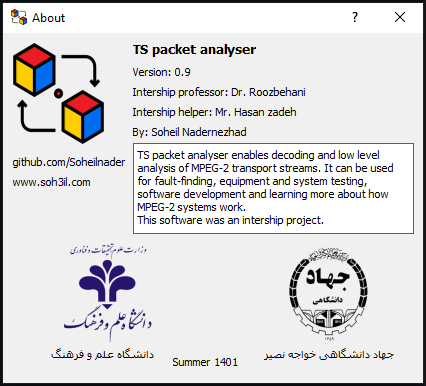 About
TS packet analyser
Version: 0.9
Intership professor: Dr. Roozbehani
Intership helper: Mr. Hasan zadeh
By: Soheil Nadernezhad
github.com/Soheilnader
www.soh3il.com
TS packet analyser enables decoding and low level
analysis of MPEG-2 transport streams. It can be used
for fault-finding, equipment and system testing,
software development and learning more about how
MPEG-2 systems work.
This software was an intership project.
وزارت علوم تحقیقات و فناوری
دانشگاه علم و فرهنگ
جهاد
دانشگاهی
۱۳۵۹
دانشگاه علم و فرهنگ
Summer 1401
جهاد دانشگاهی خواجه نصیر